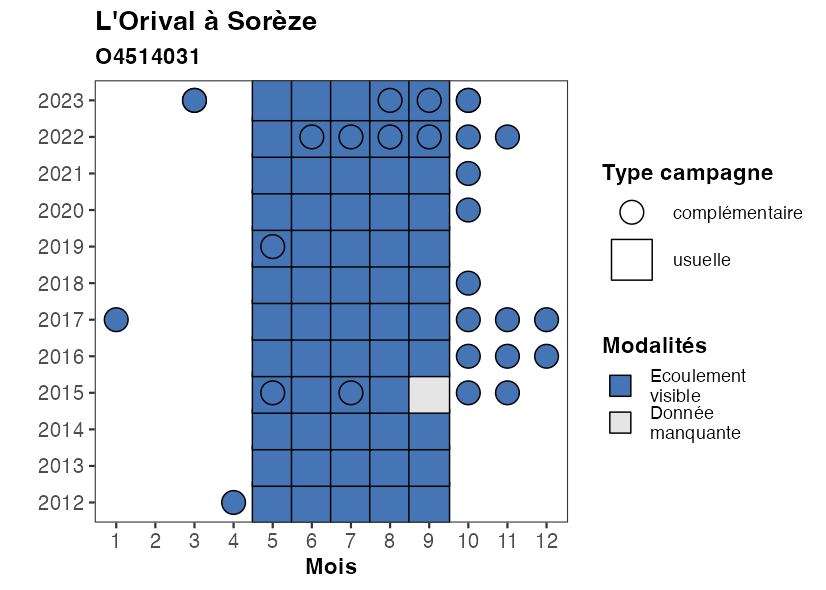 L'Orival à Sorèze
O4514031
2023
2022
2021
2020
2019
2018
2017
2016
2015
2014
2013
2012
1 2 3 4 5 6 7 8 9 10 11 12
Mois
Type campagne
complémentaire
usuelle
Modalités
Ecoulement
visible
Donnée
manquante